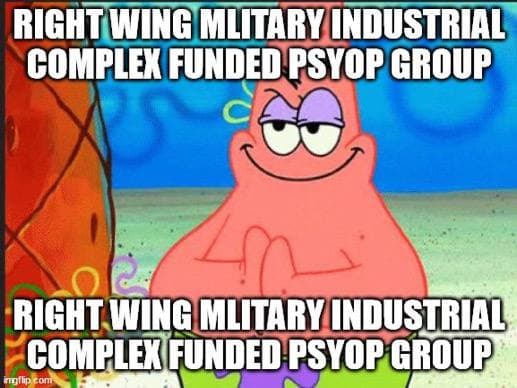 RIGHT WING MLITARY INDUSTRIAL
COMPLEX FUNDED PSYOP GROUP
RIGHT WING MLITARY INDUSTRIAL
COMPLEX FUNDED PSYOP GROUP
imgflip.com